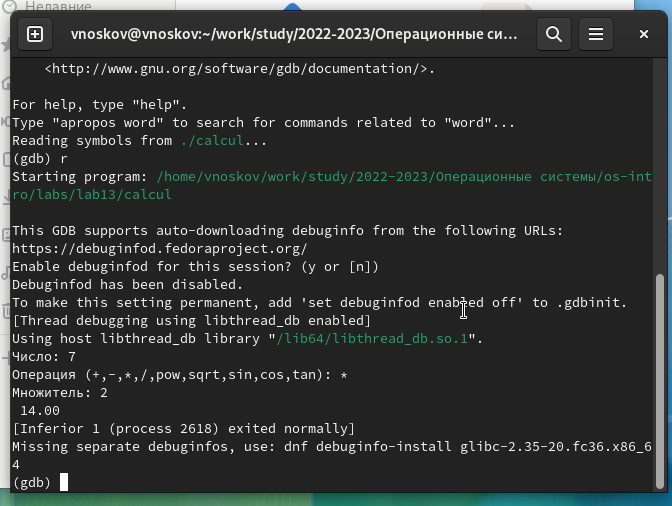 Недавние
vnoskov@vnoskov:~/work/study/2022-2023/Операционные си...
<http://www.gnu.org/software/gdb/documentation/>.
For help, type "help".
Type "apropos word" to search for commands related to "word"...
Reading symbols from ./calcul...
(gdb) r
Starting program: /home/vnoskov/work/study/2022-2023/Операционные системы/os-int
ro/labs/lab13/calcul
This GDB supports auto-downloading debuginfo from the following URLs:
https://debuginfod.fedoraproject.org/
Enable debuginfod for this session? (y or [n])
Debuginfod has been disabled.
To make this setting permanent, add 'set debuginfod enabled off' to .gdbinit.
[Thread debugging using libthread_db enabled]
Using host libthread_db library "/lib64/libthread_db.so.1".
Число: 7
Операция (+,-,*,/,pow,sqrt,sin,cos,tan): *
Множитель: 2
14.00
[Inferior 1 (process 2618) exited normally]
Missing separate debuginfos, use: dnf debuginfo-install glibc-2.35-20.fc36.x86_6
4
(gdb)